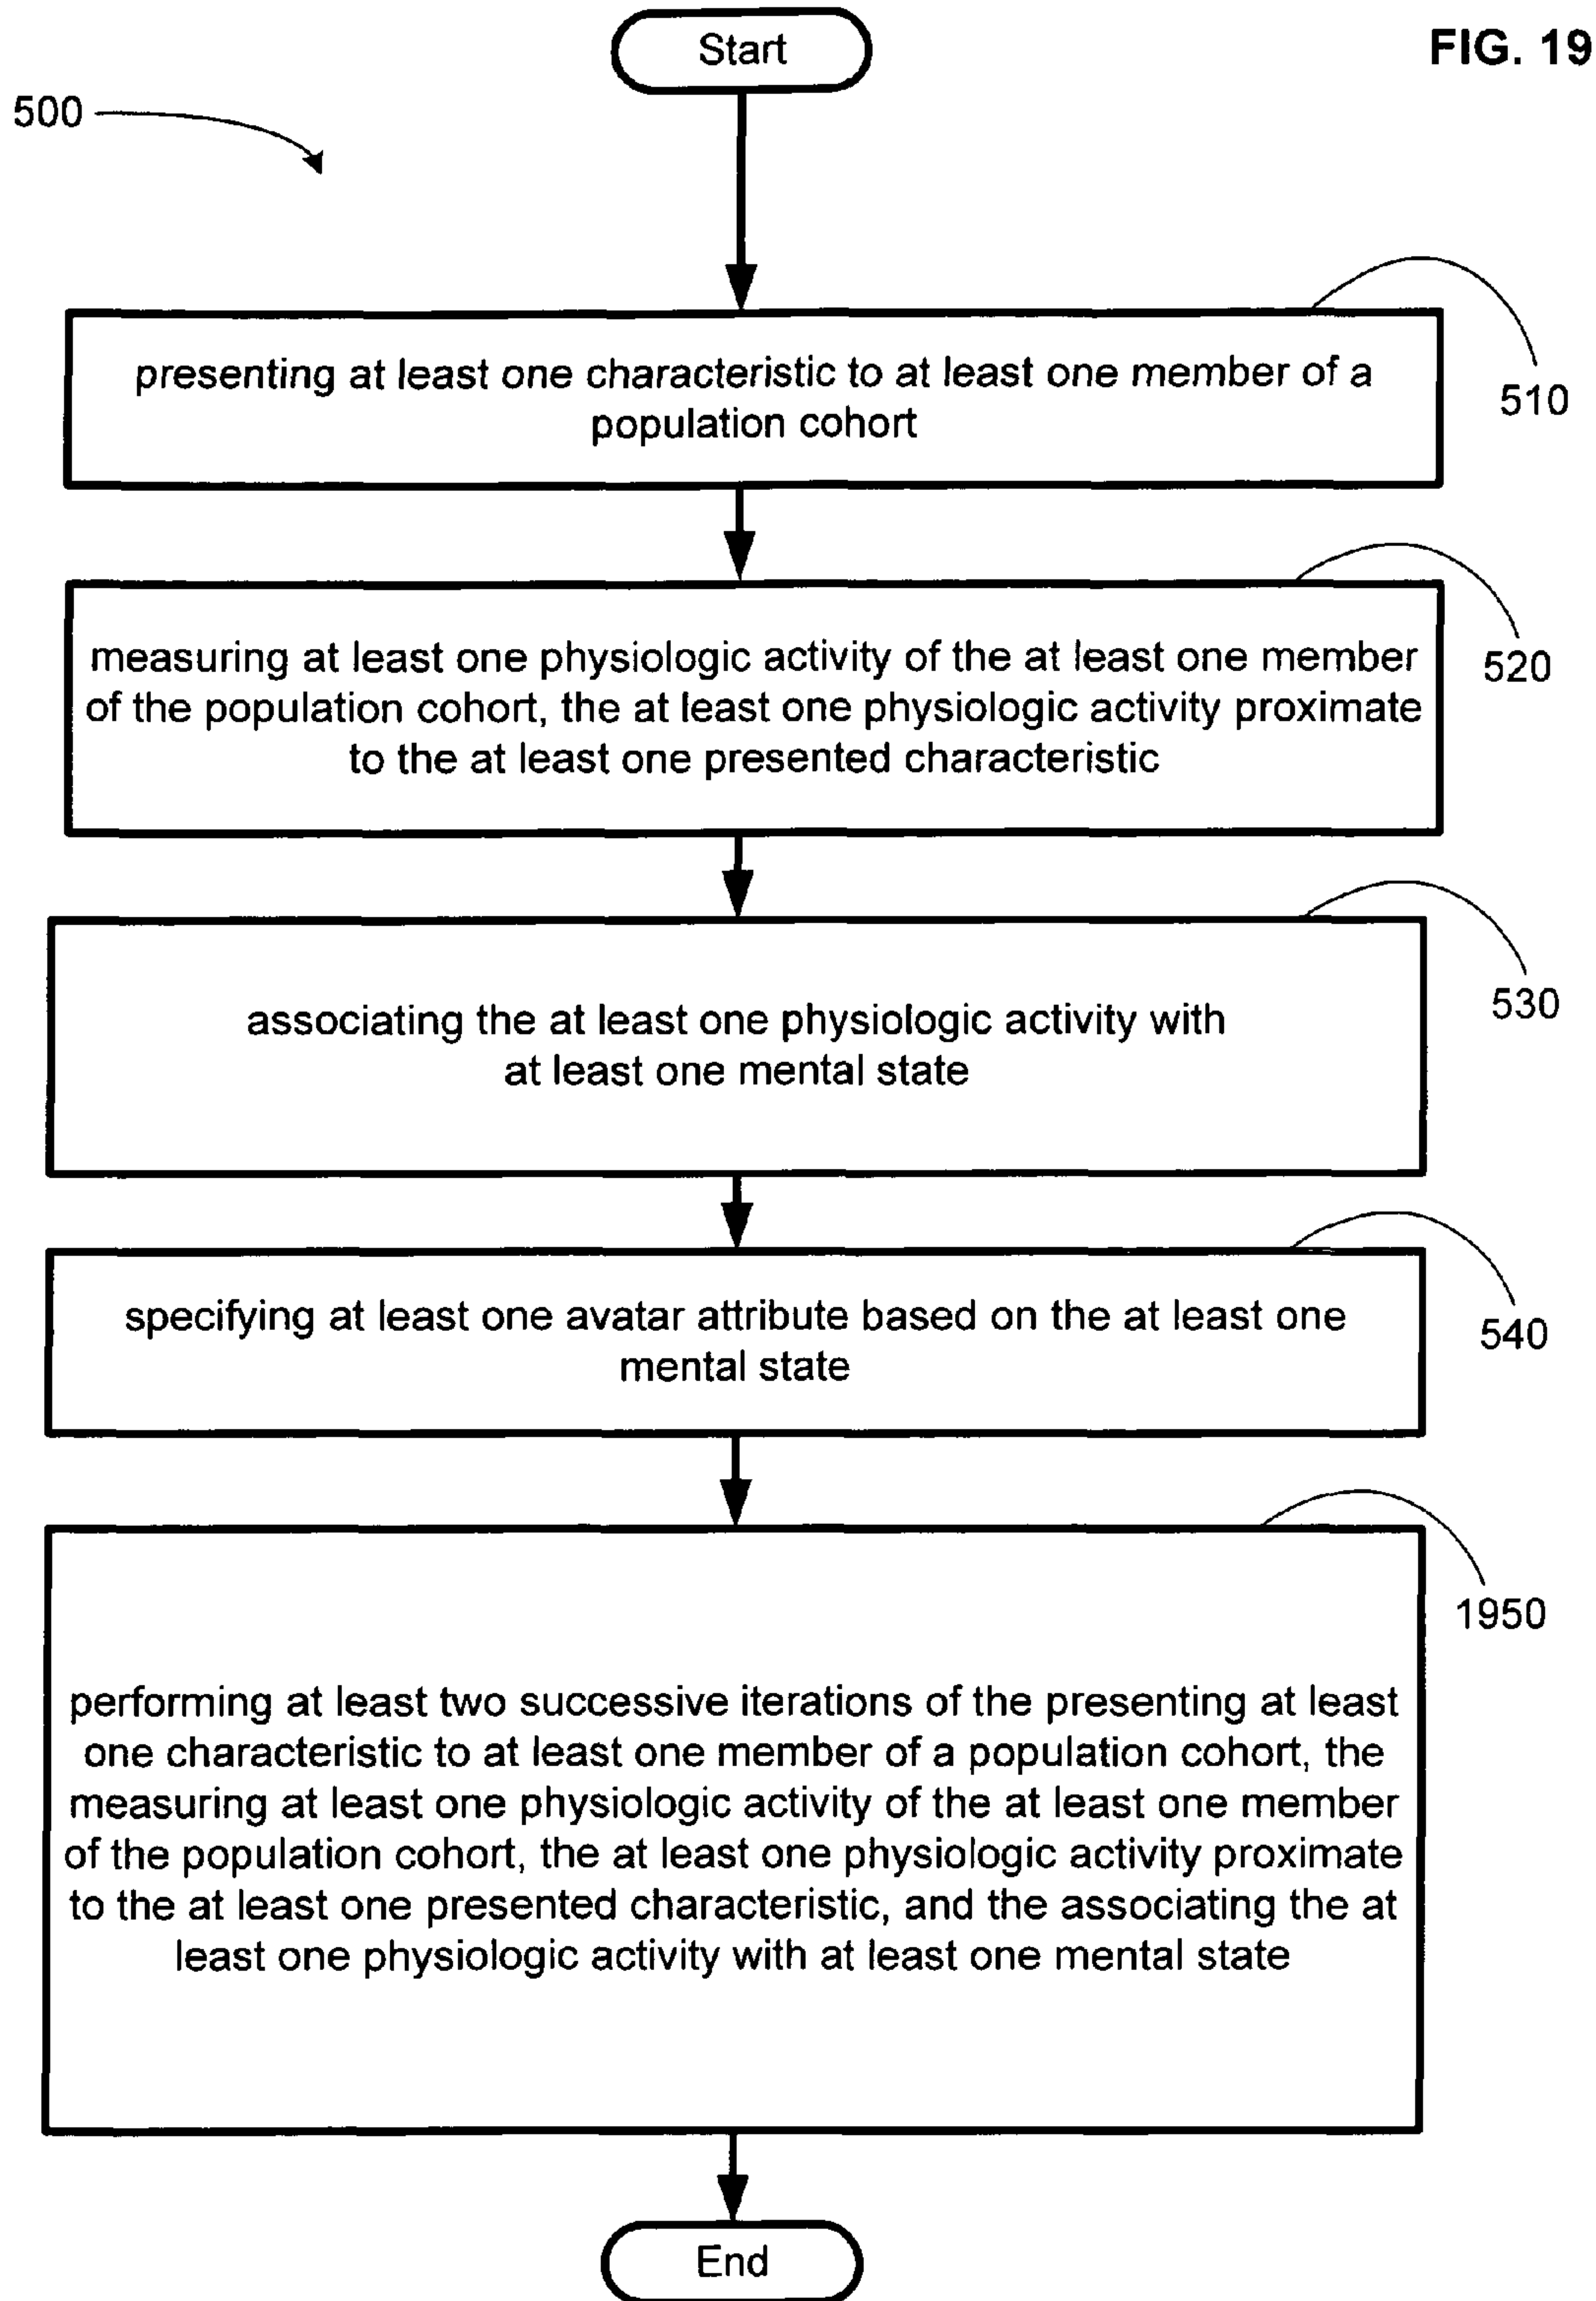 Start
FIG. 19
500
presenting at least one characteristic to at least one member of a
population cohort
510
measuring at least one physiologic activity of the at least one member
of the population cohort, the at least one physiologic activity proximate
to the at least one presented characteristic
520
associating the at least one physiologic activity with
at least one mental state
530
specifying at least one avatar attribute based on the at least one
mental state
540
performing at least two successive iterations of the presenting at least
one characteristic to at least one member of a population cohort, the
measuring at least one physiologic activity of the at least one member
of the population cohort, the at least one physiologic activity proximate
to the at least one presented characteristic, and the associating the at
least one physiologic activity with at least one mental state
1950
End